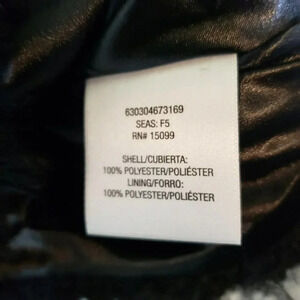 630304673169
SEAS: F5
RN# 15099
SHELL/CUBIERTA:
100% POLYESTER/POLIÉSTER
LINING/FORRO:
100% POLYESTER/POLIÉSTER